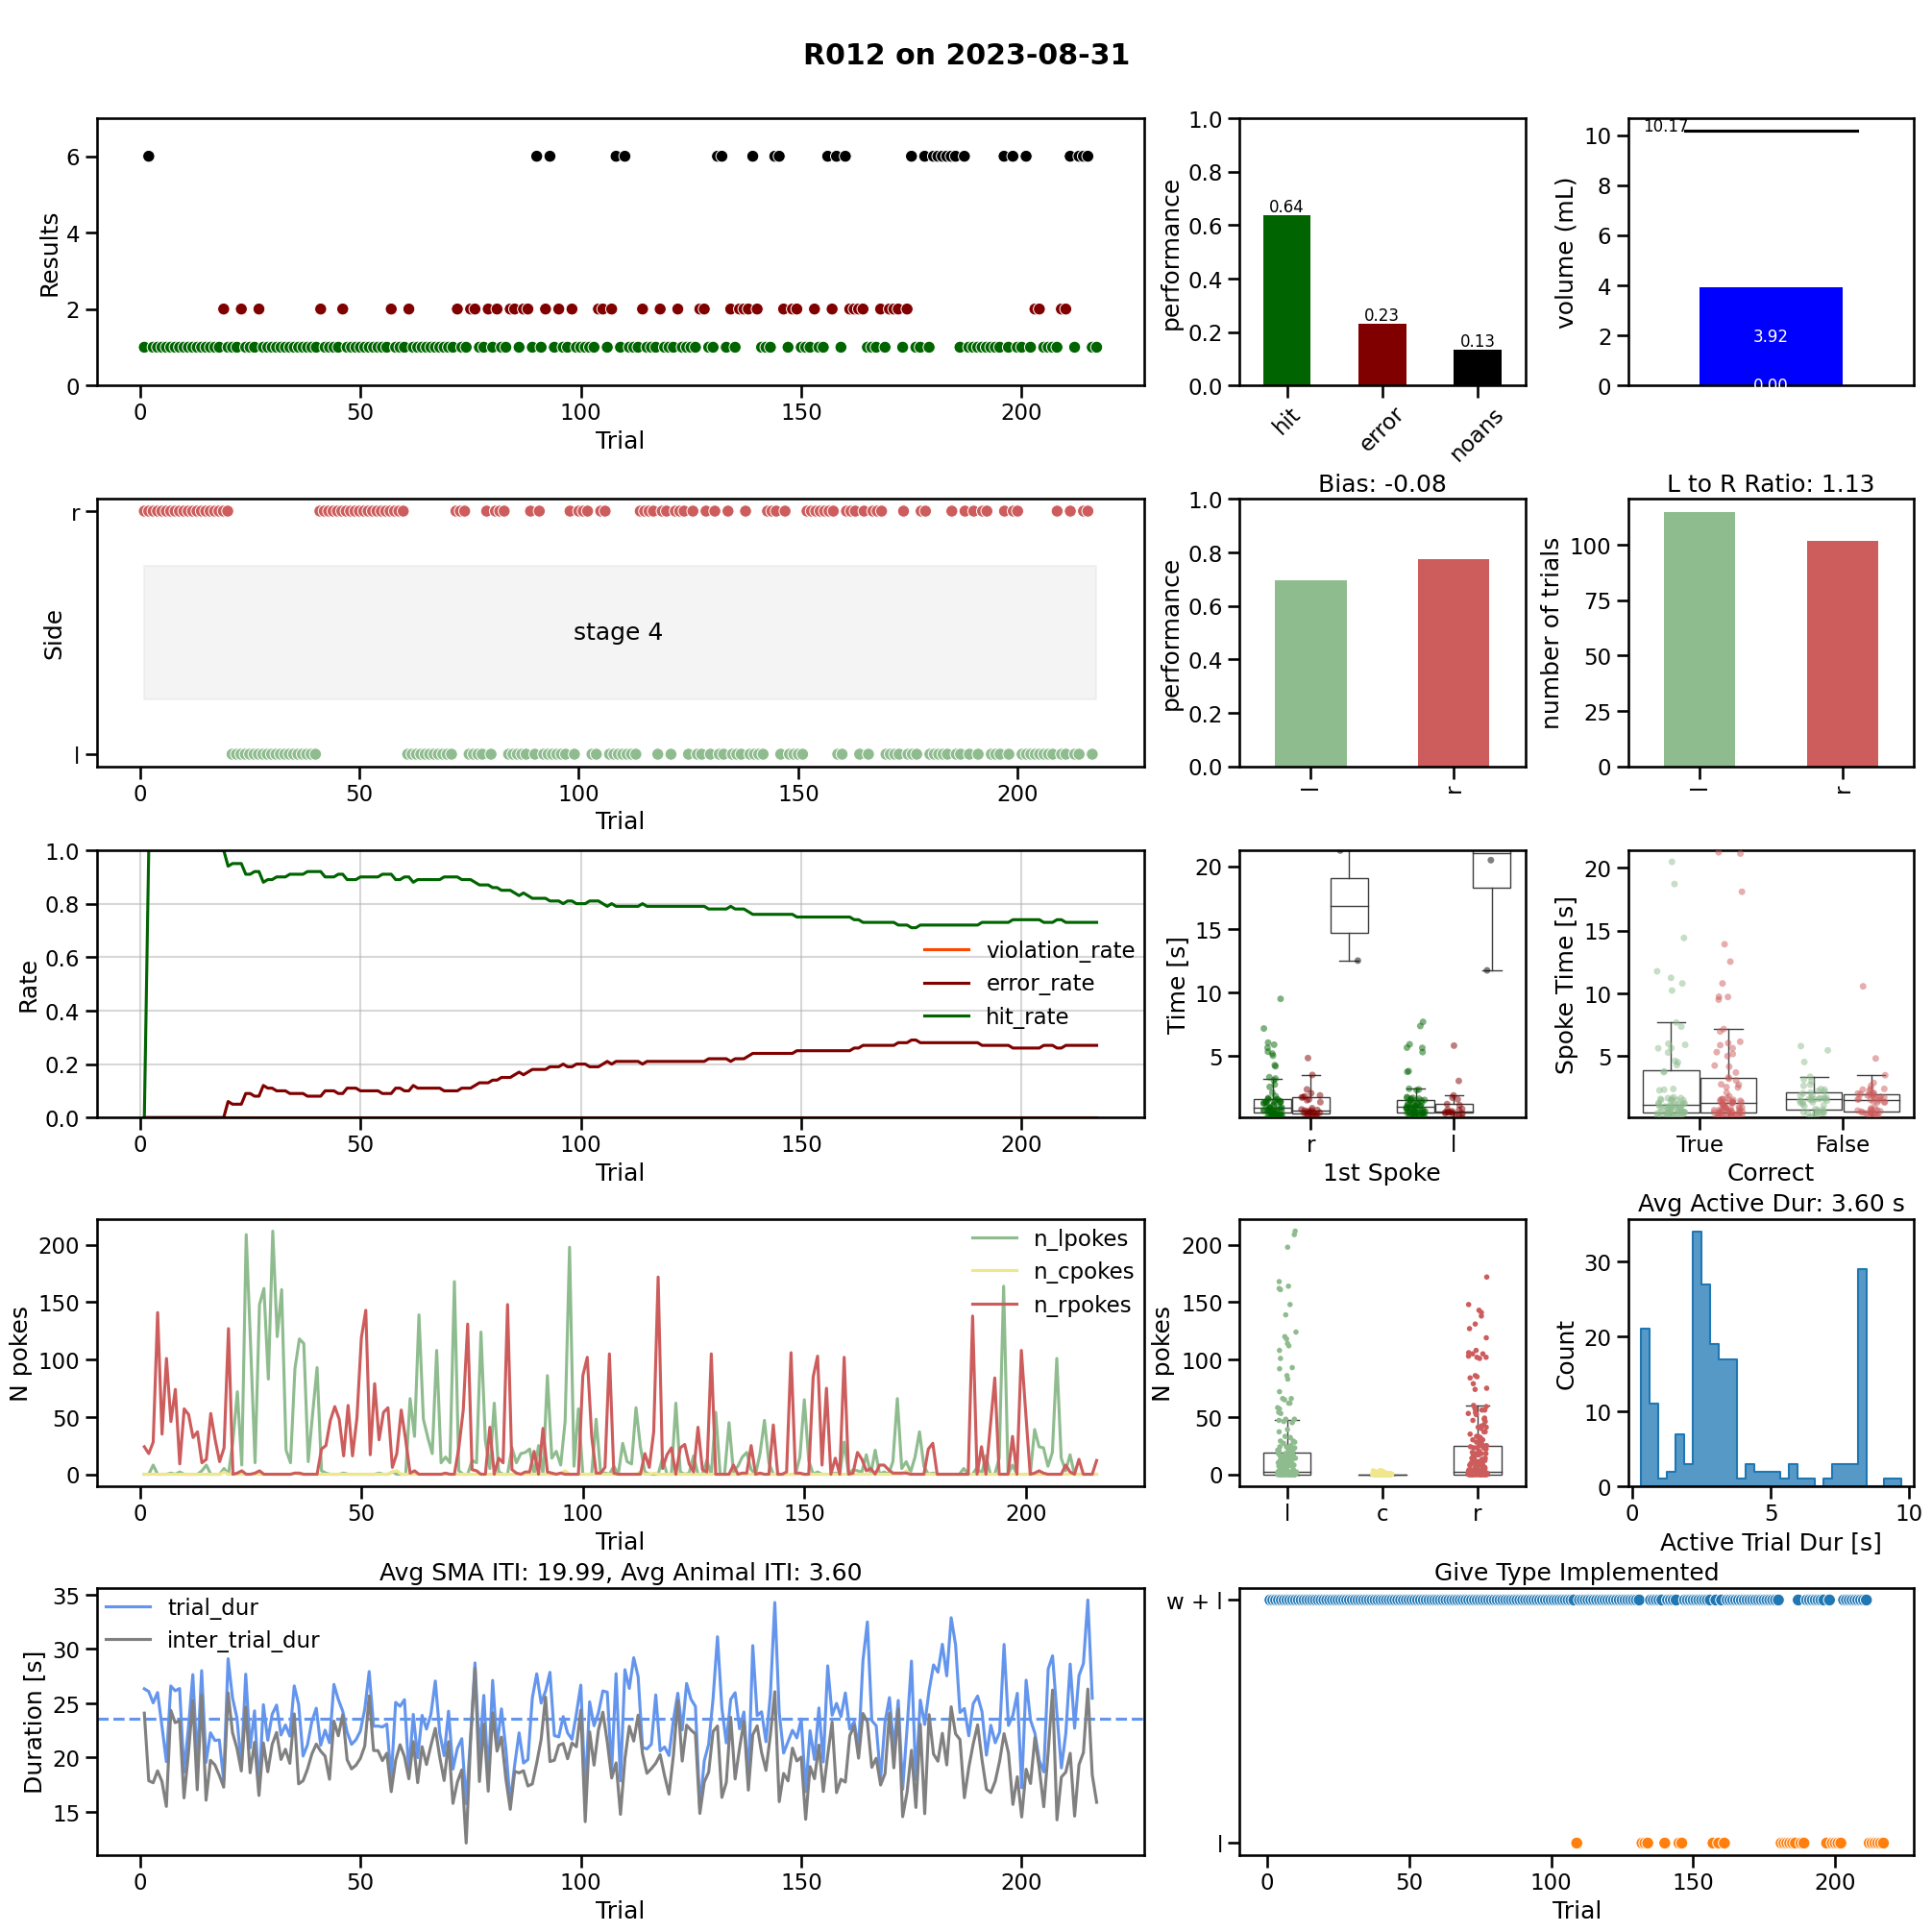 R012 on 2023-08-31
Results
6
4
2
0
0
50
100
150
200
Trial
performance
1.0
0.8
0.6
0.4
0.2
0.0
0.64
0.23
0.13
hit
error
noans
volume (mL)
10
8
6
4
2
0
10.17
3.92
0.00
Side
r
l
stage 4
0
50
100
150
200
Trial
Bias: -0.08
performance
1.0
0.8
0.6
0.4
0.2
0.0
l
r
L to R Ratio: 1.13
number of trials
100
75
50
25
0
l
r
Rate
1.0
0.8
0.6
0.4
0.2
0.0
violation_rate
error_rate
hit_rate
0
50
100
150
200
Trial
Time [s]
20
15
10
5
r
l
1st Spoke
Spoke Time [s]
20
15
10
5
True
False
Correct
N pokes
200
150
100
50
0
n_lpokes
n_cpokes
n_rpokes
0
50
100
150
200
Trial
N pokes
200
150
100
50
0
l
c
r
Avg Active Dur: 3.60 s
Count
30
20
10
0
0
5
10
Active Trial Dur [s]
Avg SMA ITI: 19.99, Avg Animal ITI: 3.60
Duration [s]
35
30
25
20
15
trial_dur
inter_trial_dur
0
50
100
150
200
Trial
Give Type Implemented
w + l
l
0
50
100
150
200
Trial